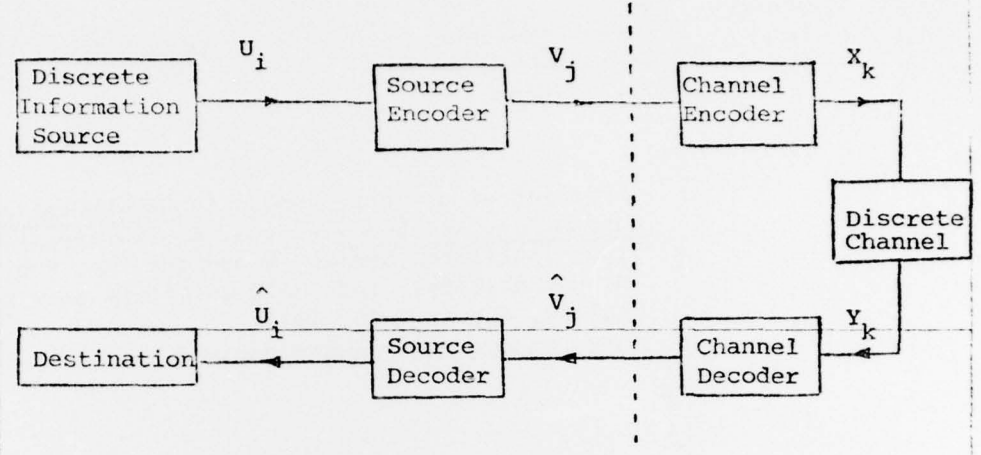 U_i
V_j
X_k
Discrete
Information
Source
Source
Encoder
Channel
Encoder
Discrete
Channel
Û_i
V̂_j
Y_k
Destination
Source
Decoder
Channel
Decoder